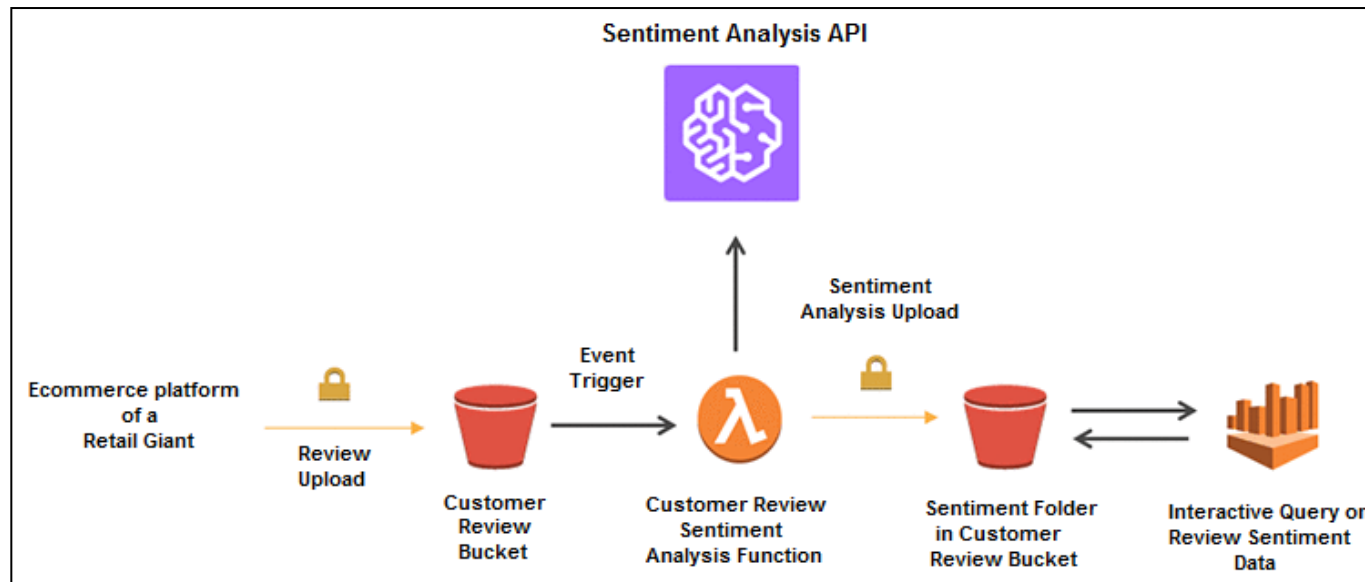 Sentiment Analysis API
Sentiment
Analysis Upload
Event
Trigger
Ecommerce platform
of a
Retail Giant
Review
Upload
Customer
Review
Bucket
Customer Review
Sentiment
Analysis Function
Sentiment Folder
in Customer
Review Bucket
Interactive Query or
Review Sentiment
Data